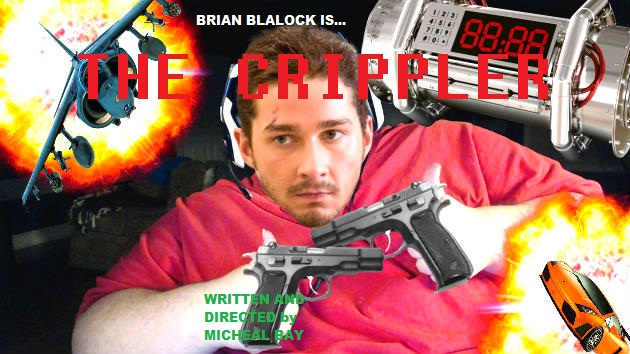 BRIAN BLALOCK IS...
THE CRIPPLER
88:88
WRITTEN AND
DIRECTED by
MICHEAL BAY